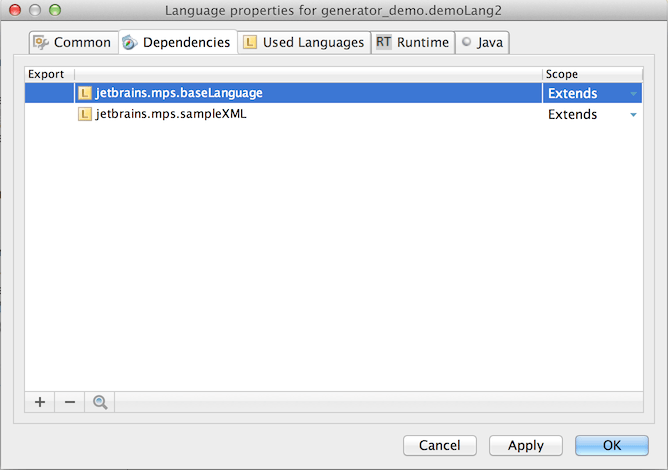 Language properties for generator_demo.demoLang2
Common Dependencies L Used Languages RT Runtime Java
Export Scope
L jetbrains.mps.baseLanguage Extends
L jetbrains.mps.sampleXML Extends
Cancel Apply OK